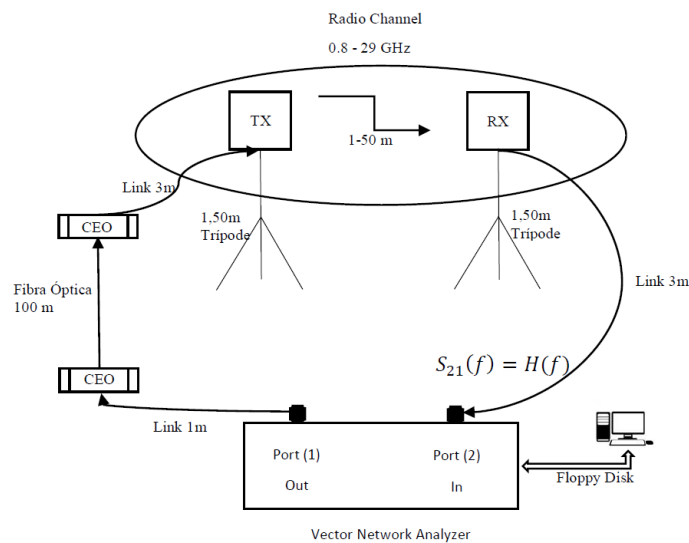 Radio Channel
0.8 - 29 GHz
TX
RX
1-50 m
Link 3m
CEO
1,50m
Trípode
1,50m
Trípode
Fibra Óptica
100 m
Link 3m
CEO
S₂₁(f) = H(f)
Link 1m
Port (1)
Port (2)
Out
In
Floppy Disk
Vector Network Analyzer